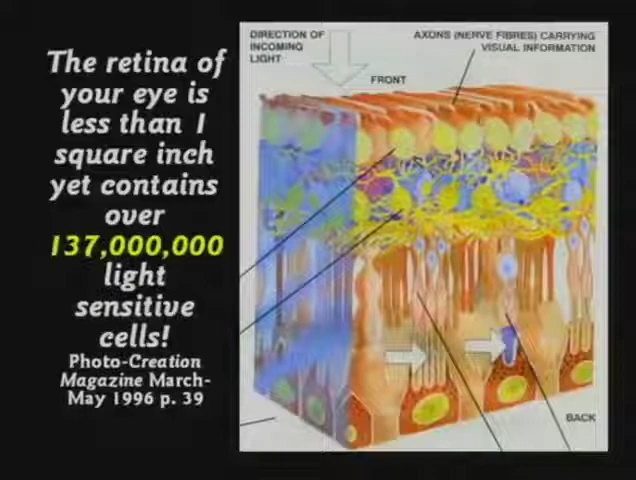 The retina of
your eye is
less than 1
square inch
yet contains
over
137,000,000
light
sensitive
cells!
Photo-Creation
Magazine March-
May 1996 p. 39
DIRECTION OF
INCOMING
LIGHT
AXONS (NERVE FIBRES) CARRYING
VISUAL INFORMATION
FRONT
BACK